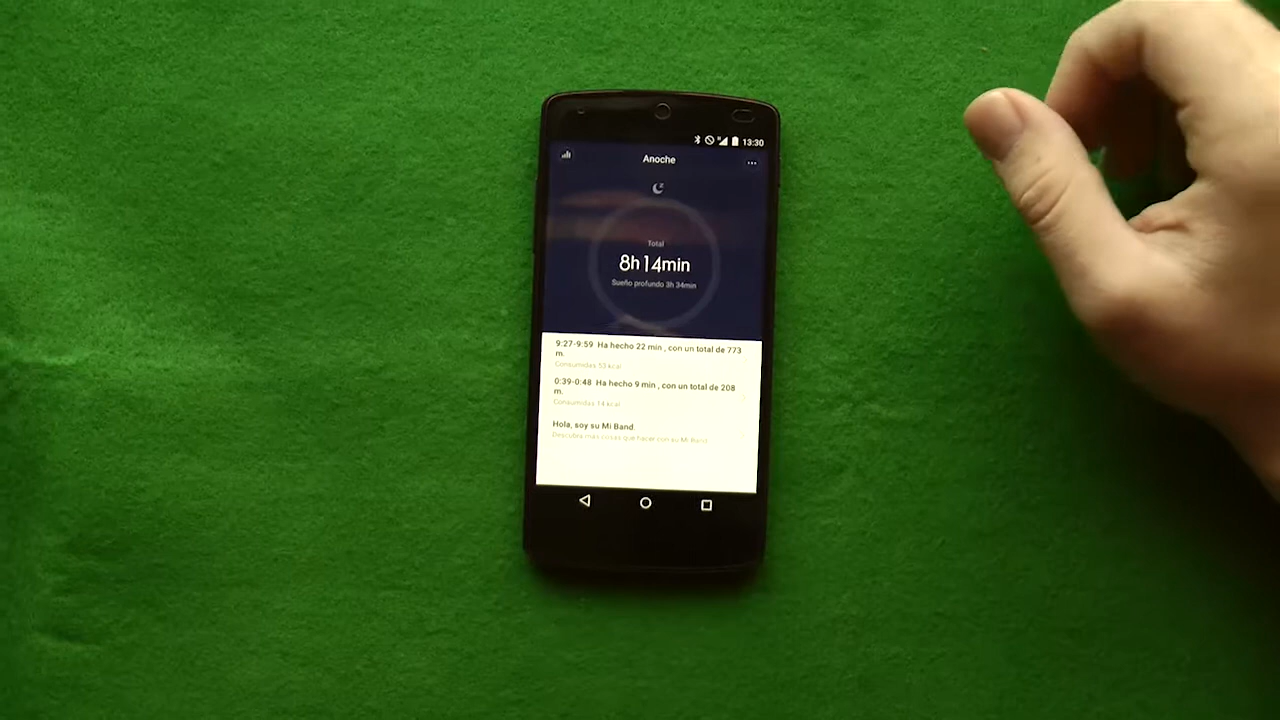 13:30
Anoche
Total
8h 14min
Sueño profundo 3h 34min
9:27-9:59 Ha hecho 22 min , con un total de 773
m.
Consumidas 53 kcal
0:39-0:48 Ha hecho 9 min , con un total de 208
m.
Consumidas 14 kcal
Hola, soy su Mi Band.
Descubra más cosas que hacer con su Mi Band.